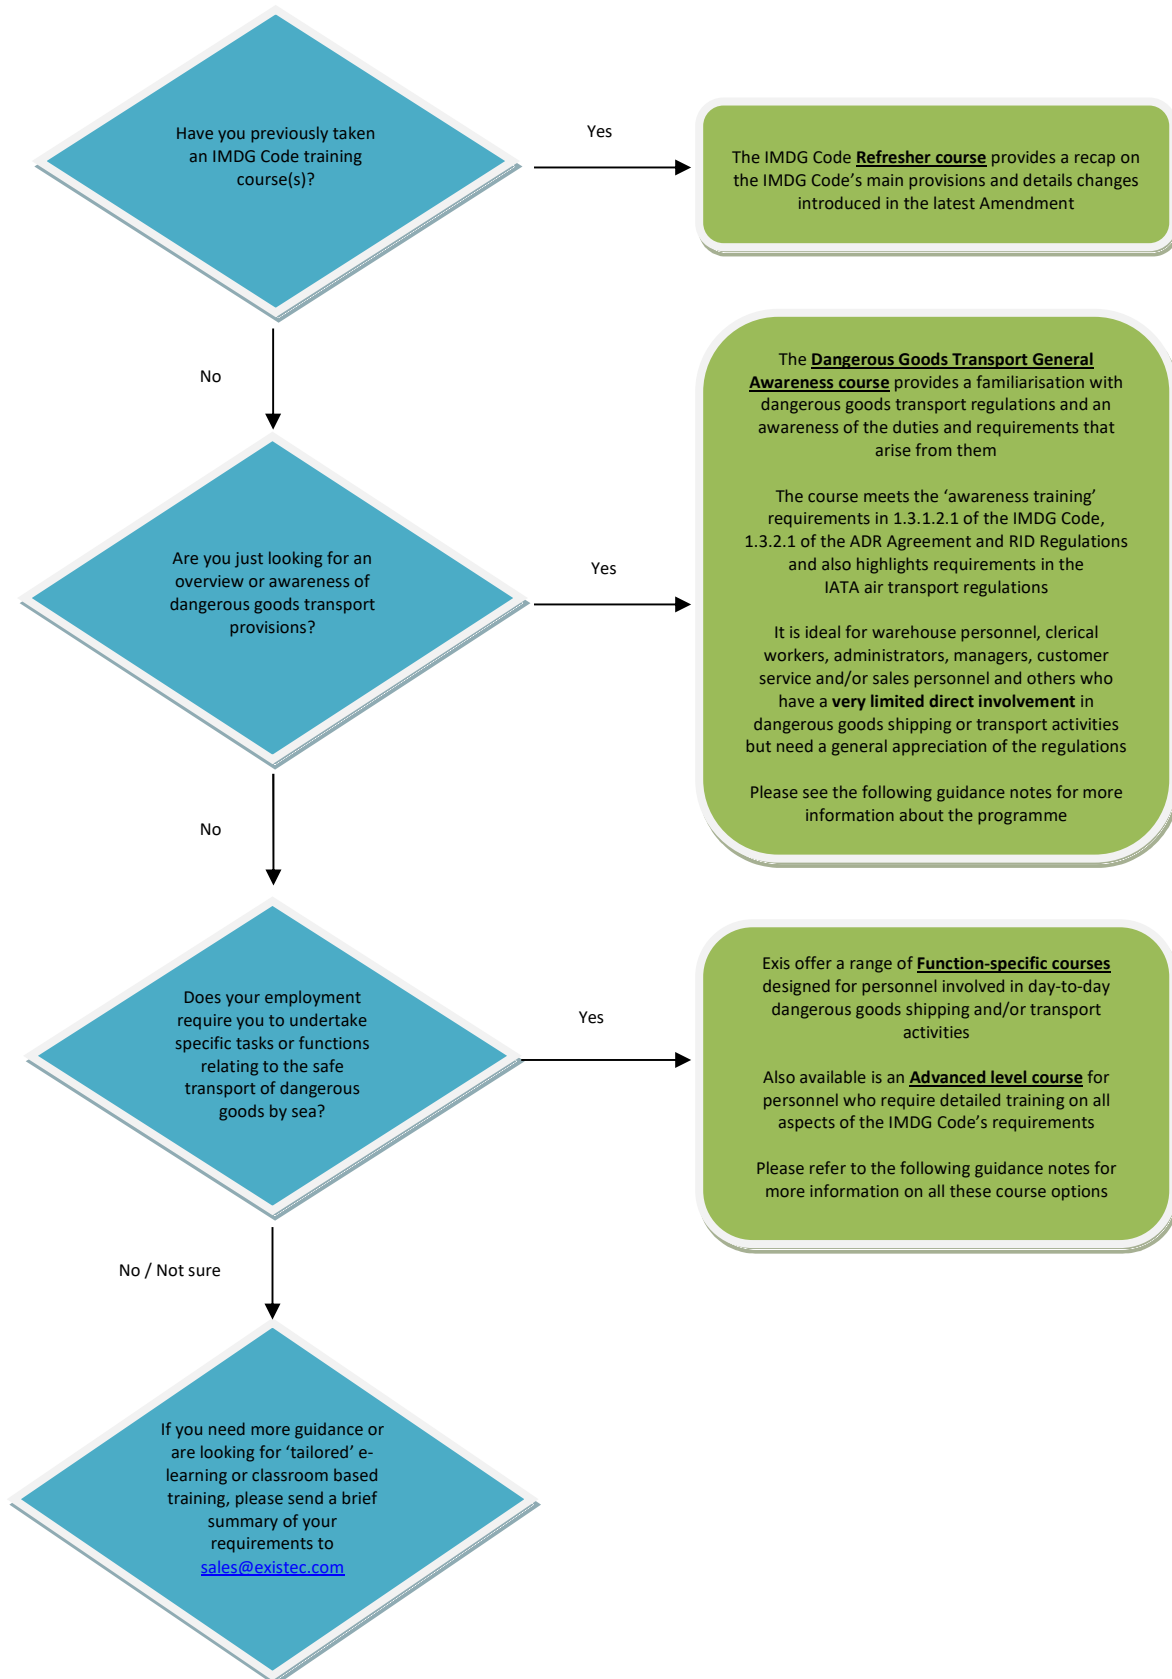 Have you previously taken
an IMDG Code training
course(s)?
Yes
The IMDG Code Refresher course provides a recap on
the IMDG Code’s main provisions and details changes
introduced in the latest Amendment
No
Are you just looking for an
overview or awareness of
dangerous goods transport
provisions?
Yes
The Dangerous Goods Transport General
Awareness course provides a familiarisation with
dangerous goods transport regulations and an
awareness of the duties and requirements that
arise from them
The course meets the ‘awareness training’
requirements in 1.3.1.2.1 of the IMDG Code,
1.3.2.1 of the ADR Agreement and RID Regulations
and also highlights requirements in the
IATA air transport regulations
It is ideal for warehouse personnel, clerical
workers, administrators, managers, customer
service and/or sales personnel and others who
have a very limited direct involvement in
dangerous goods shipping or transport activities
but need a general appreciation of the regulations
Please see the following guidance notes for more
information about the programme
No
Does your employment
require you to undertake
specific tasks or functions
relating to the safe
transport of dangerous
goods by sea?
Yes
Exis offer a range of Function-specific courses
designed for personnel involved in day-to-day
dangerous goods shipping and/or transport
activities
Also available is an Advanced level course for
personnel who require detailed training on all
aspects of the IMDG Code’s requirements
Please refer to the following guidance notes for
more information on all these course options
No / Not sure
If you need more guidance or
are looking for ‘tailored’ e-
learning or classroom based
training, please send a brief
summary of your
requirements to
sales@existec.com